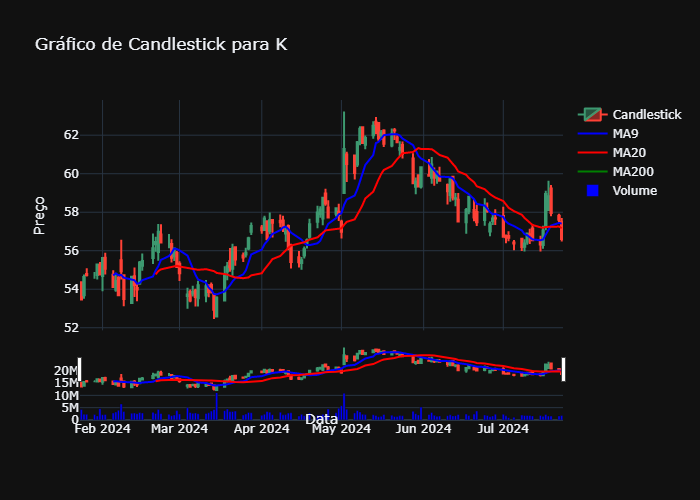 Gráfico de Candlestick para K
Candlestick
MA9
MA20
MA200
Volume
Preço
62
60
58
56
54
52
20M
15M
10M
5M
0
Feb 2024
Mar 2024
Apr 2024
May 2024
Jun 2024
Jul 2024
Data